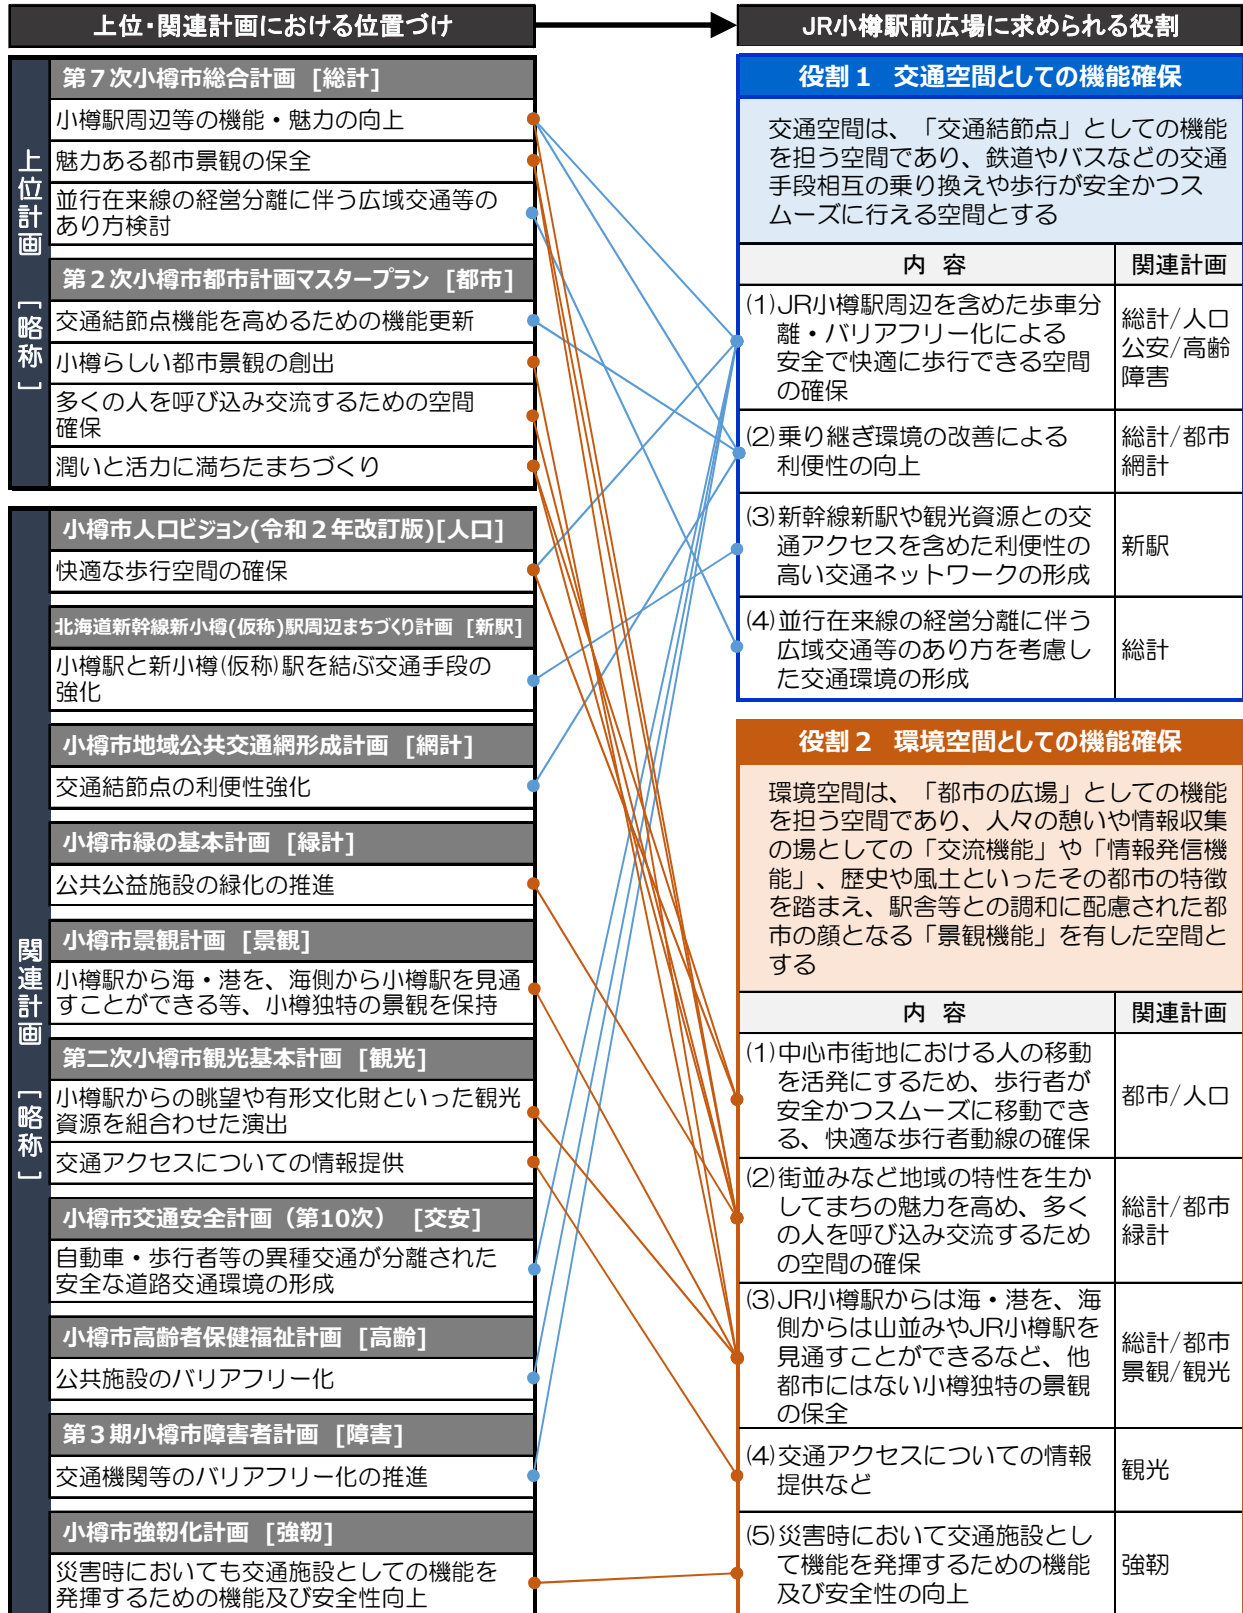 上位・関連計画における位置づけ
上位計画 [略称]
第7次小樽市総合計画 [総計]
小樽駅周辺等の機能・魅力の向上
魅力ある都市景観の保全
並行在来線の経営分離に伴う広域交通等の
あり方検討
第2次小樽市都市計画マスタープラン [都市]
交通結節点機能を高めるための機能更新
小樽らしい都市景観の創出
多くの人を呼び込み交流するための空間
確保
潤いと活力に満ちたまちづくり
関連計画 [略称]
小樽市人口ビジョン(令和2年改訂版)[人口]
快適な歩行空間の確保
北海道新幹線新小樽(仮称)駅周辺まちづくり計画 [新駅]
小樽駅と新小樽(仮称)駅を結ぶ交通手段の
強化
小樽市地域公共交通網形成計画 [網計]
交通結節点の利便性強化
小樽市緑の基本計画 [緑計]
公共公益施設の緑化の推進
小樽市景観計画 [景観]
小樽駅から海・港を、海側から小樽駅を見通
すことができる等、小樽独特の景観を保持
第二次小樽市観光基本計画 [観光]
小樽駅からの眺望や有形文化財といった観光
資源を組合わせた演出
交通アクセスについての情報提供
小樽市交通安全計画(第10次) [交安]
自動車・歩行者等の異種交通が分離された
安全な道路交通環境の形成
小樽市高齢者保健福祉計画 [高齢]
公共施設のバリアフリー化
第3期小樽市障害者計画 [障害]
交通機関等のバリアフリー化の推進
小樽市強靭化計画 [強靭]
災害時においても交通施設としての機能を
発揮するための機能及び安全性向上
JR小樽駅前広場に求められる役割
役割1 交通空間としての機能確保
交通空間は、「交通結節点」としての機能
を担う空間であり、鉄道やバスなどの交通
手段相互の乗り換えや歩行が安全かつス
ムーズに行える空間とする
内 容 関連計画
(1)JR小樽駅周辺を含めた歩車分
離・バリアフリー化による
安全で快適に歩行できる空間
の確保
総計/人口
公安/高齢
障害
(2)乗り継ぎ環境の改善による
利便性の向上
総計/都市
網計
(3)新幹線新駅や観光資源との交
通アクセスを含めた利便性の
高い交通ネットワークの形成
新駅
(4)並行在来線の経営分離に伴う
広域交通等のあり方を考慮し
た交通環境の形成
総計
役割2 環境空間としての機能確保
環境空間は、「都市の広場」としての機能
を担う空間であり、人々の憩いや情報収集
の場としての「交流機能」や「情報発信機
能」、歴史や風土といったその都市の特徴
を踏まえ、駅舎等との調和に配慮された都
市の顔となる「景観機能」を有した空間と
する
内 容 関連計画
(1)中心市街地における人の移動
を活発にするため、歩行者が
安全かつスムーズに移動でき
る、快適な歩行者動線の確保
都市/人口
(2)街並みなど地域の特性を生か
してまちの魅力を高め、多く
の人を呼び込み交流するため
の空間の確保
総計/都市
緑計
(3)JR小樽駅からは海・港を、海
側からは山並みやJR小樽駅を
見通すことができるなど、他
都市にはない小樽独特の景観
の保全
総計/都市
景観/観光
(4)交通アクセスについての情報
提供など
観光
(5)災害時において交通施設とし
て機能を発揮するための機能
及び安全性の向上
強靭